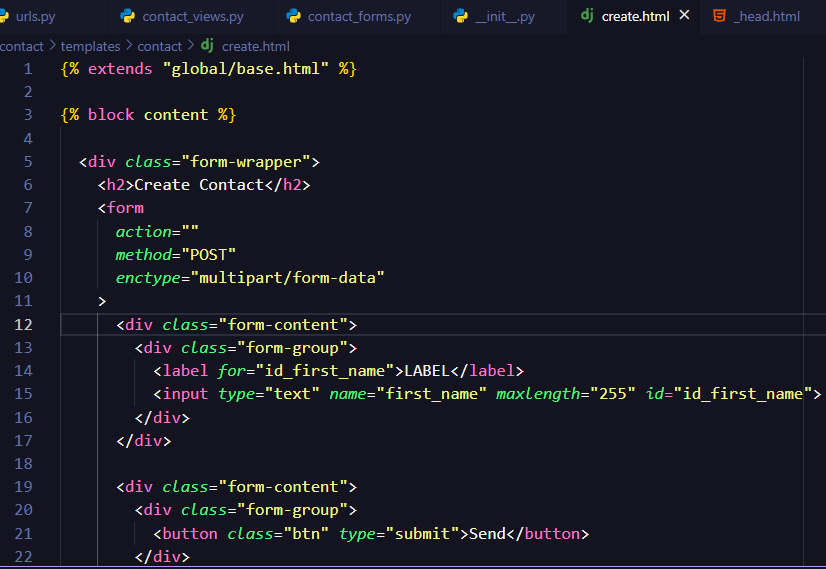 urls.py contact_views.py contact_forms.py __init__.py create.html _head.html
contact > templates > contact > dj create.html
1 {% extends "global/base.html" %}
2
3 {% block content %}
4
5 <div class="form-wrapper">
6 <h2>Create Contact</h2>
7 <form
8 action=""
9 method="POST"
10 enctype="multipart/form-data"
11 >
12 <div class="form-content">
13 <div class="form-group">
14 <label for="id_first_name">LABEL</label>
15 <input type="text" name="first_name" maxlength="255" id="id_first_name">
16 </div>
17 </div>
18
19 <div class="form-content">
20 <div class="form-group">
21 <button class="btn" type="submit">Send</button>
22 </div>